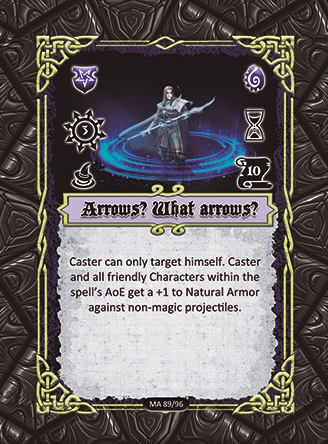 3
10
Arrows? What arrows?
Caster can only target himself. Caster
and all friendly Characters within the
spell's AoE get a +1 to Natural Armor
against non-magic projectiles.
MA 89/96